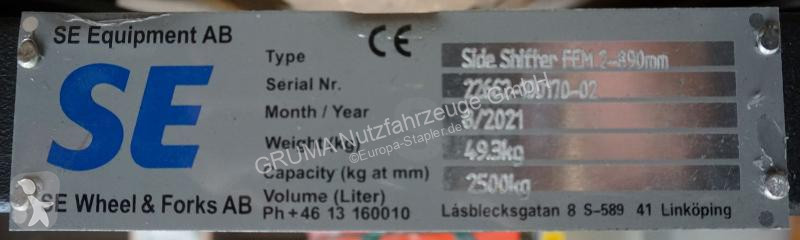 SE Equipment AB
SE
SE Wheel & Forks AB
CE
Type Side Shifter FEM 2-890mm
Serial Nr. -02
Month / Year 8/2021
Weight (kg) 49.3kg
Capacity (kg at mm) 2500kg
Volume (Liter)
Ph+46 13 160010 Låsblecksgatan 8 S-589 41 Linköping
GRUMA Nutzfahrzeuge GmbH
©Europa-Stapler.de